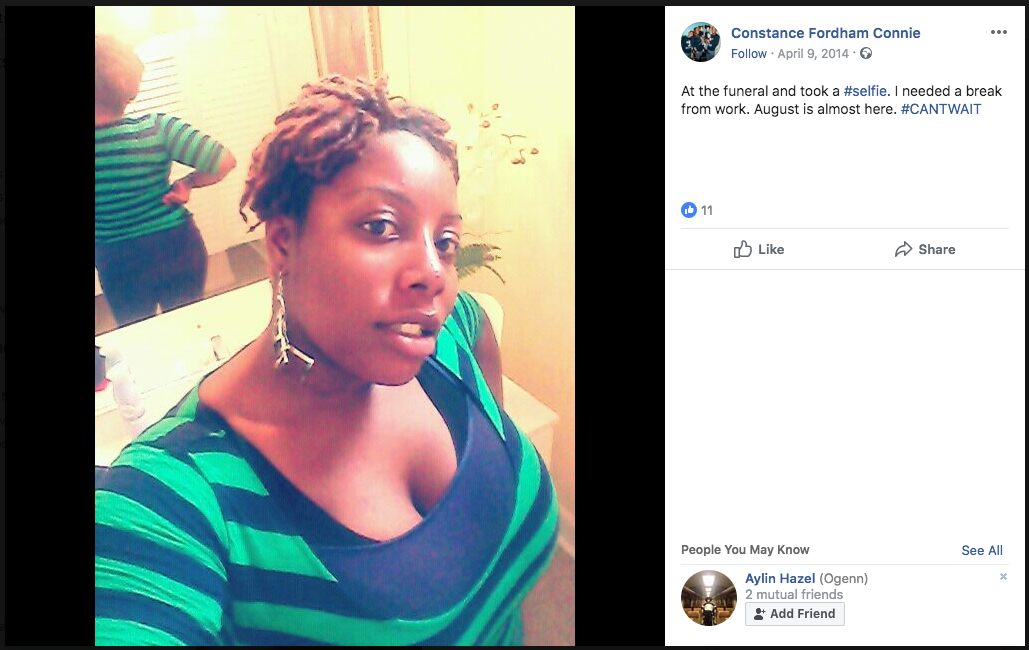 Constance Fordham Connie
Follow · April 9, 2014 ·
At the funeral and took a #selfie. I needed a break
from work. August is almost here. #CANTWAIT
11
Like
Share
People You May Know
See All
Aylin Hazel (Ogenn)
2 mutual friends
Add Friend